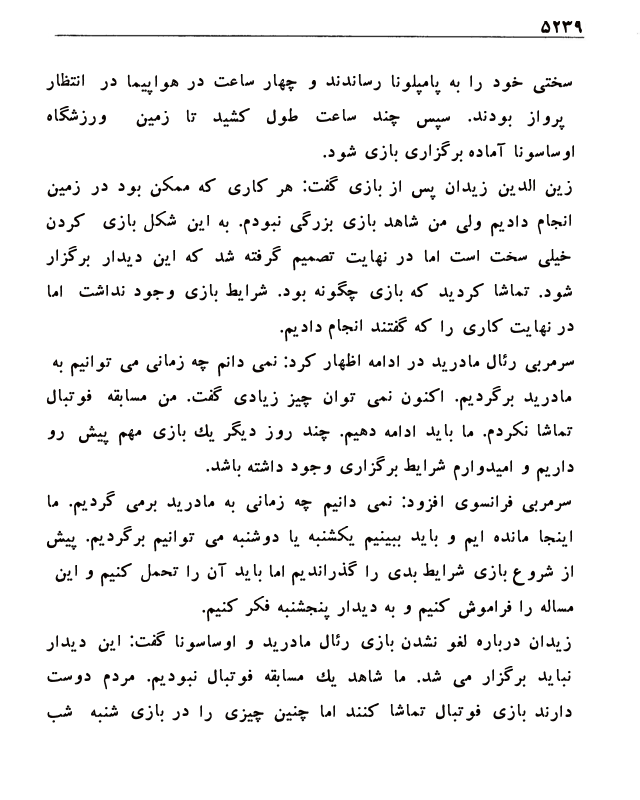 ۵۲۳۹
سختی خود را به پامپلونا رساندند و چهار ساعت در هواپیما در انتظار
پرواز بودند. سپس چند ساعت طول کشید تا زمین ورزشگاه
اوساسونا آماده برگزاری بازی شود.
زین الدین زیدان پس از بازی گفت: هر کاری که ممکن بود در زمین
انجام دادیم ولی من شاهد بازی بزرگی نبودم. به این شکل بازی کردن
خیلی سخت است اما در نهایت تصمیم گرفته شد که این دیدار برگزار
شود. تماشا کردید که بازی چگونه بود. شرایط بازی وجود نداشت اما
در نهایت کاری را که گفتند انجام دادیم.
سرمربی رئال مادرید در ادامه اظهار کرد: نمی دانم چه زمانی می توانیم به
مادرید برگردیم. اکنون نمی توان چیز زیادی گفت. من مسابقه فوتبال
تماشا نکردم. ما باید ادامه دهیم. چند روز دیگر یك بازی مهم پیش رو
داریم و امیدوارم شرایط برگزاری وجود داشته باشد.
سرمربی فرانسوی افزود: نمی دانیم چه زمانی به مادرید برمی گردیم. ما
اینجا مانده ایم و باید ببینیم یکشنبه یا دوشنبه می توانیم برگردیم. پیش
از شروع بازی شرایط بدی را گذراندیم اما باید آن را تحمل کنیم و این
مساله را فراموش کنیم و به دیدار پنجشنبه فکر کنیم.
زیدان درباره لغو نشدن بازی رئال مادرید و اوساسونا گفت: این دیدار
نباید برگزار می شد. ما شاهد یك مسابقه فوتبال نبودیم. مردم دوست
دارند بازی فوتبال تماشا کنند اما چنین چیزی را در بازی شنبه شب